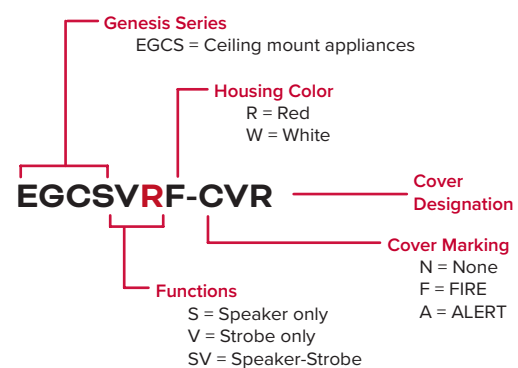 Genesis Series
EGCS = Ceiling mount appliances
Housing Color
R = Red
W = White
EGCSVRF-CVR
Cover
Designation
Cover Marking
N = None
F = FIRE
A = ALERT
Functions
S = Speaker only
V = Strobe only
SV = Speaker-Strobe